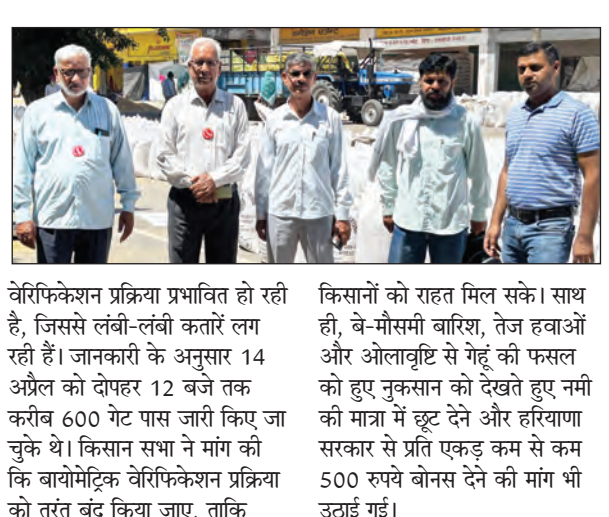 वेरिफिकेशन प्रक्रिया प्रभावित हो रही
है, जिससे लंबी-लंबी कतारें लग
रही हैं। जानकारी के अनुसार 14
अप्रैल को दोपहर 12 बजे तक
करीब 600 गेट पास जारी किए जा
चुके थे। किसान सभा ने मांग की
कि बायोमेट्रिक वेरिफिकेशन प्रक्रिया
को तुरंत बंद किया जाए, ताकि
किसानों को राहत मिल सके। साथ
ही, बे-मौसमी बारिश, तेज हवाओं
और ओलावृष्टि से गेहूं की फसल
को हुए नुकसान को देखते हुए नमी
की मात्रा में छूट देने और हरियाणा
सरकार से प्रति एकड़ कम से कम
500 रुपये बोनस देने की मांग भी
उठाई गई।